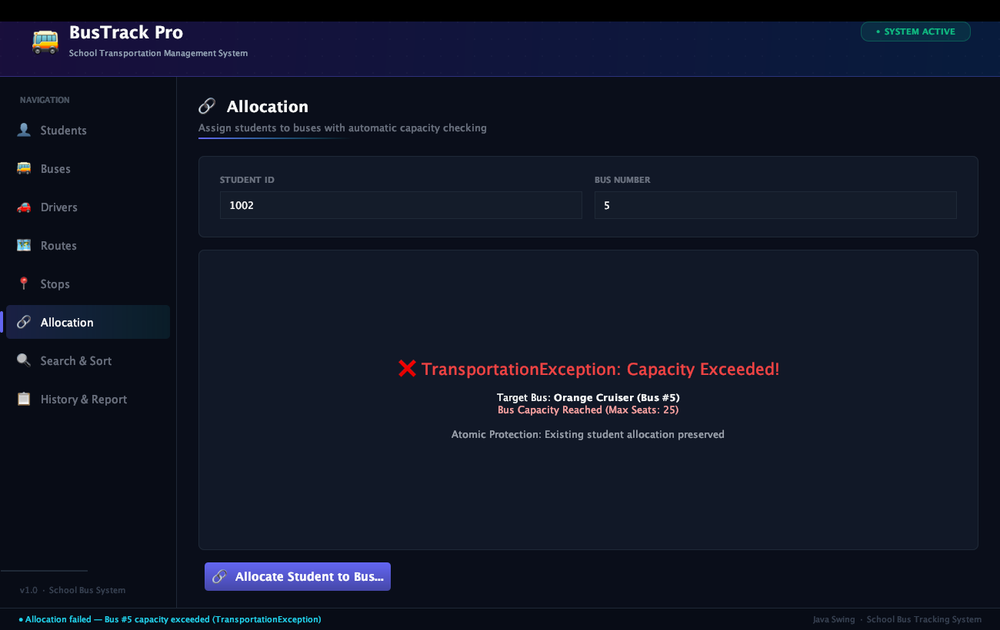 BusTrack Pro
School Transportation Management System
• SYSTEM ACTIVE
NAVIGATION
Students
Buses
Drivers
Routes
Stops
Allocation
Search & Sort
History & Report
v1.0 · School Bus System
Allocation
Assign students to buses with automatic capacity checking
STUDENT ID
1002
BUS NUMBER
5
❌ TransportationException: Capacity Exceeded!
Target Bus: Orange Cruiser (Bus #5)
Bus Capacity Reached (Max Seats: 25)
Atomic Protection: Existing student allocation preserved
Allocate Student to Bus...
● Allocation failed — Bus #5 capacity exceeded (TransportationException)
Java Swing · School Bus Tracking System